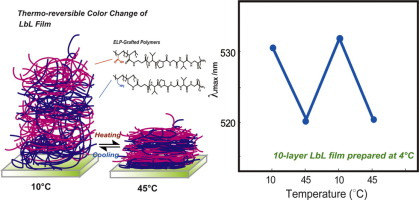 Thermo-reversible Color Change of
LbL Film
SLP-Grafted Polymers
Heating
Cooling
10°C
45°C
λmax /nm
530
520
10-layer LbL film prepared at 4°C
10 45 10 45
Temperature (°C)